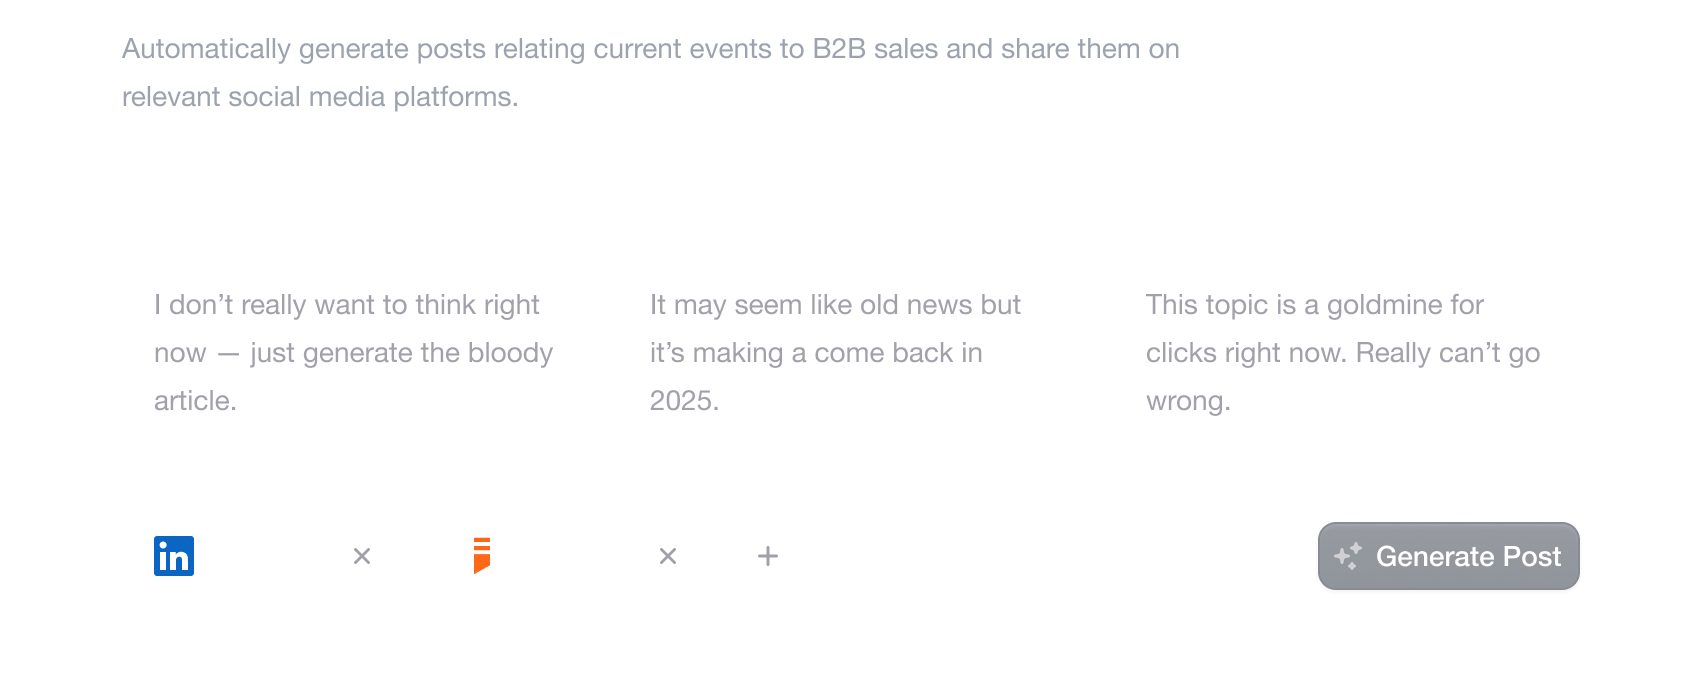 Automatically generate posts relating current events to B2B sales and share them on
relevant social media platforms.
I don’t really want to think right
now — just generate the bloody
article.
It may seem like old news but
it’s making a come back in
2025.
This topic is a goldmine for
clicks right now. Really can’t go
wrong.
in
Generate Post